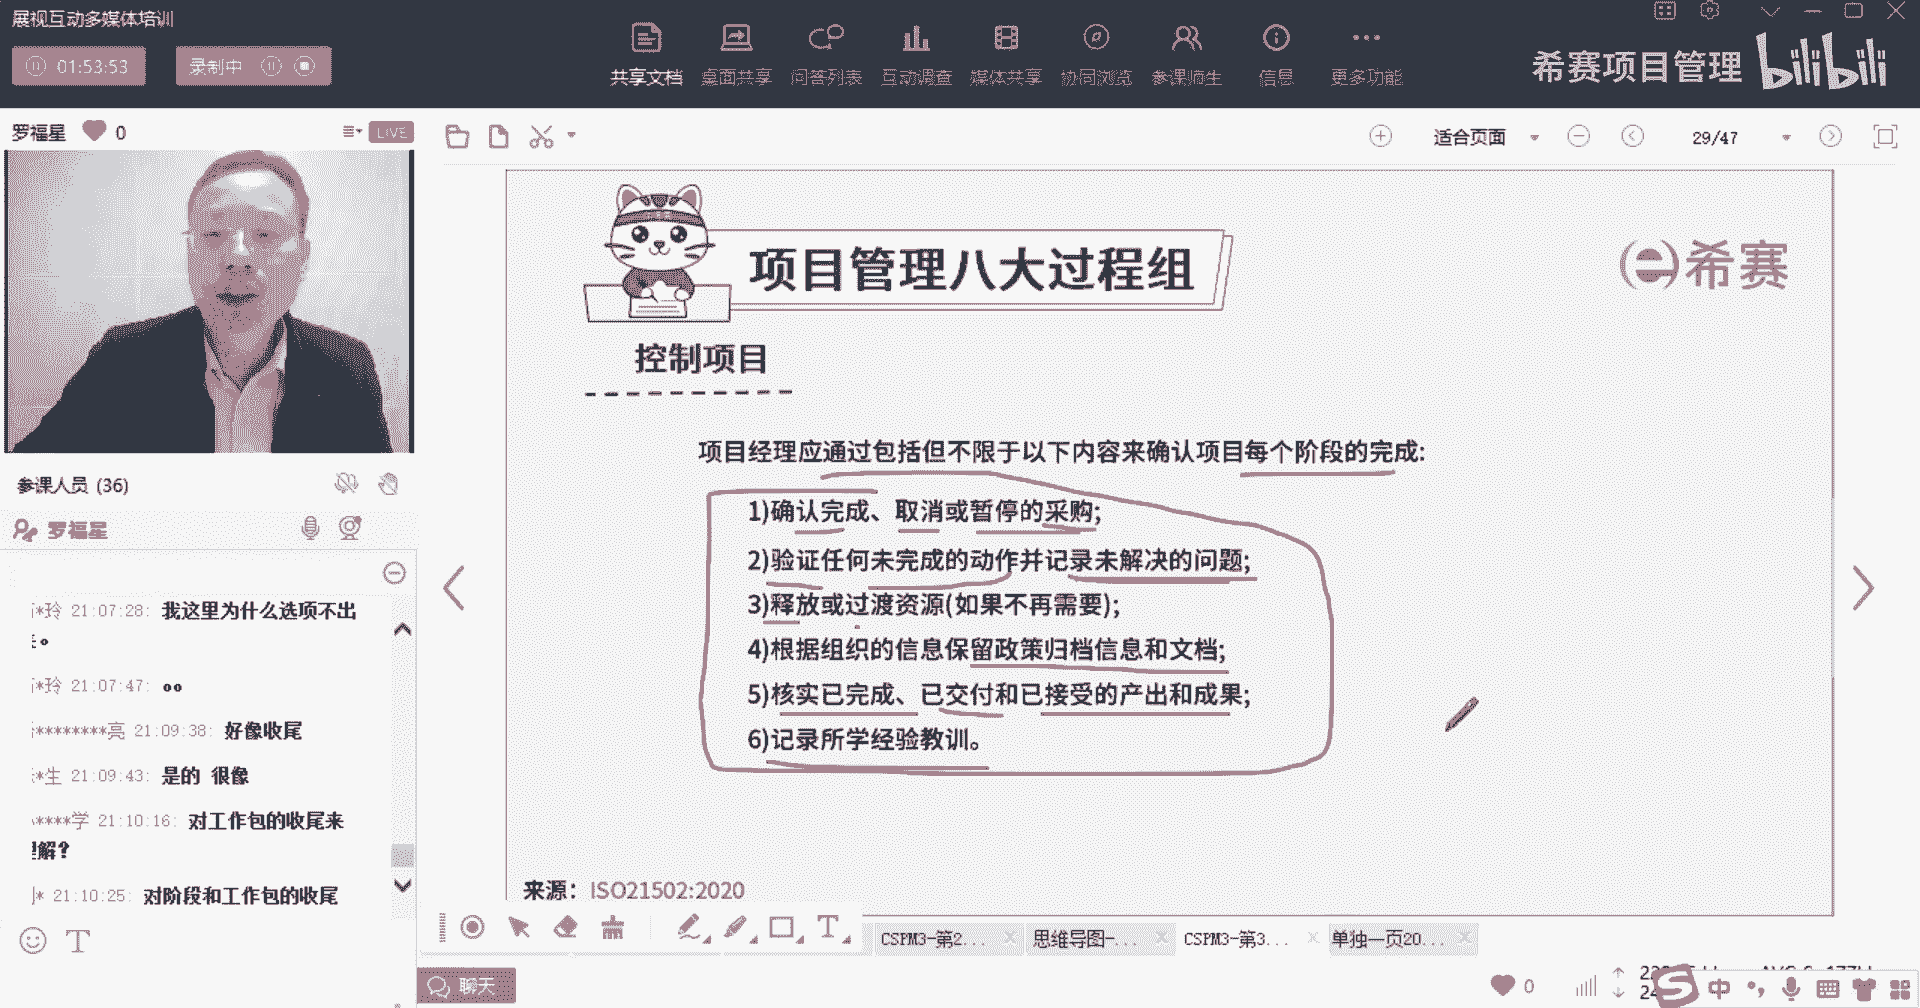 展视互动多媒体培训
01:53:53
录制中
共享文档 桌面共享 问答列表 互动调查 媒体共享 协同浏览 参课师生 信息 更多功能
希赛项目管理 bilibili
罗福星 0 LIVE
适合页面 29/47
参课人员 (36)
罗福星
*玲 21:07:28: 我这里为什么选项不出
。
*玲 21:07:47: oo
********亮 21:09:38: 好像收尾
*生 21:09:43: 是的 很像
****学 21:10:16: 对工作包的收尾来
解?
* 21:10:25: 对阶段和工作包的收尾
项目管理八大过程组
希赛
控制项目
项目经理应通过包括但不限于以下内容来确认项目每个阶段的完成:
1)确认完成、取消或暂停的采购;
2)验证任何未完成的动作并记录未解决的问题;
3)释放或过渡资源(如果不再需要);
4)根据组织的信息保留政策归档信息和文档;
5)核实已完成、已交付和已接受的产出和成果;
6)记录所学经验教训。
来源: ISO21502:2020
CSPM3-第2... 思维导图-... CSPM3-第3... 单独一页20...
聊天
0
中